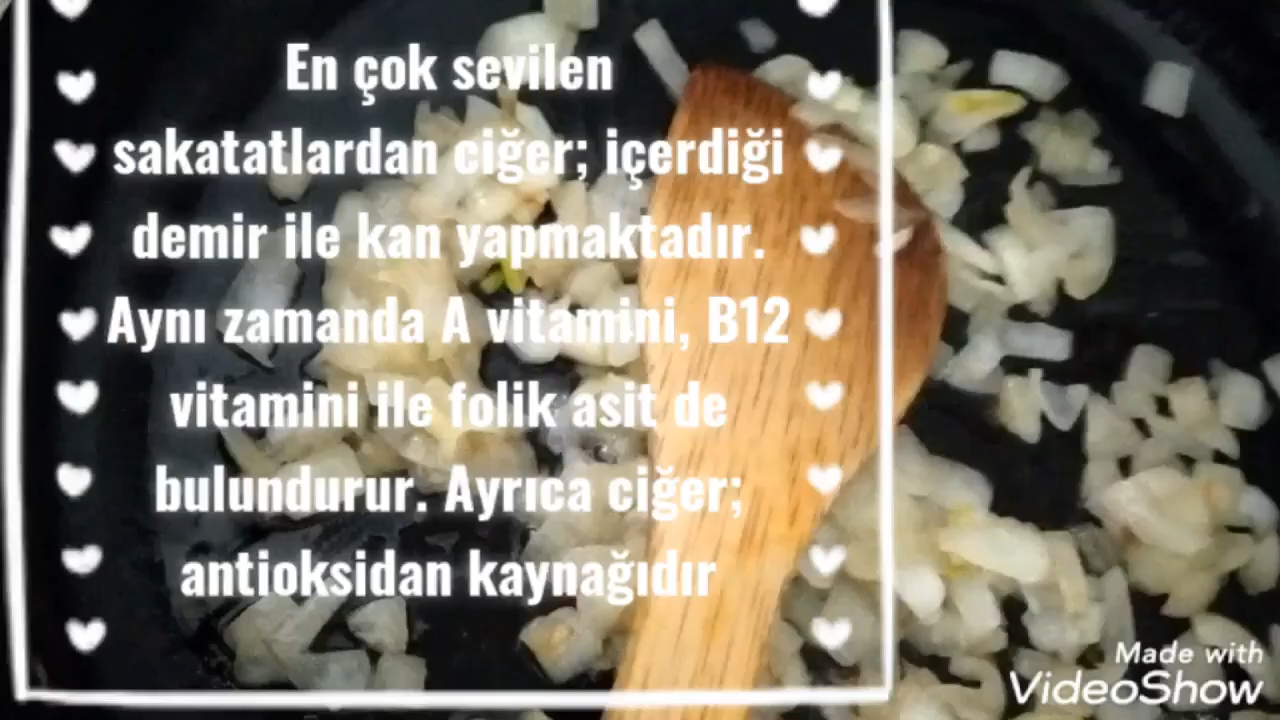 En çok sevilen
sakatatlardan ciğer; içerdiği
demir ile kan yapmaktadır.
Aynı zamanda A vitamini, B12
vitamini ile folik asit de
bulundurur. Ayrıca ciğer;
antioksidan kaynağıdır
Made with
VideoShow